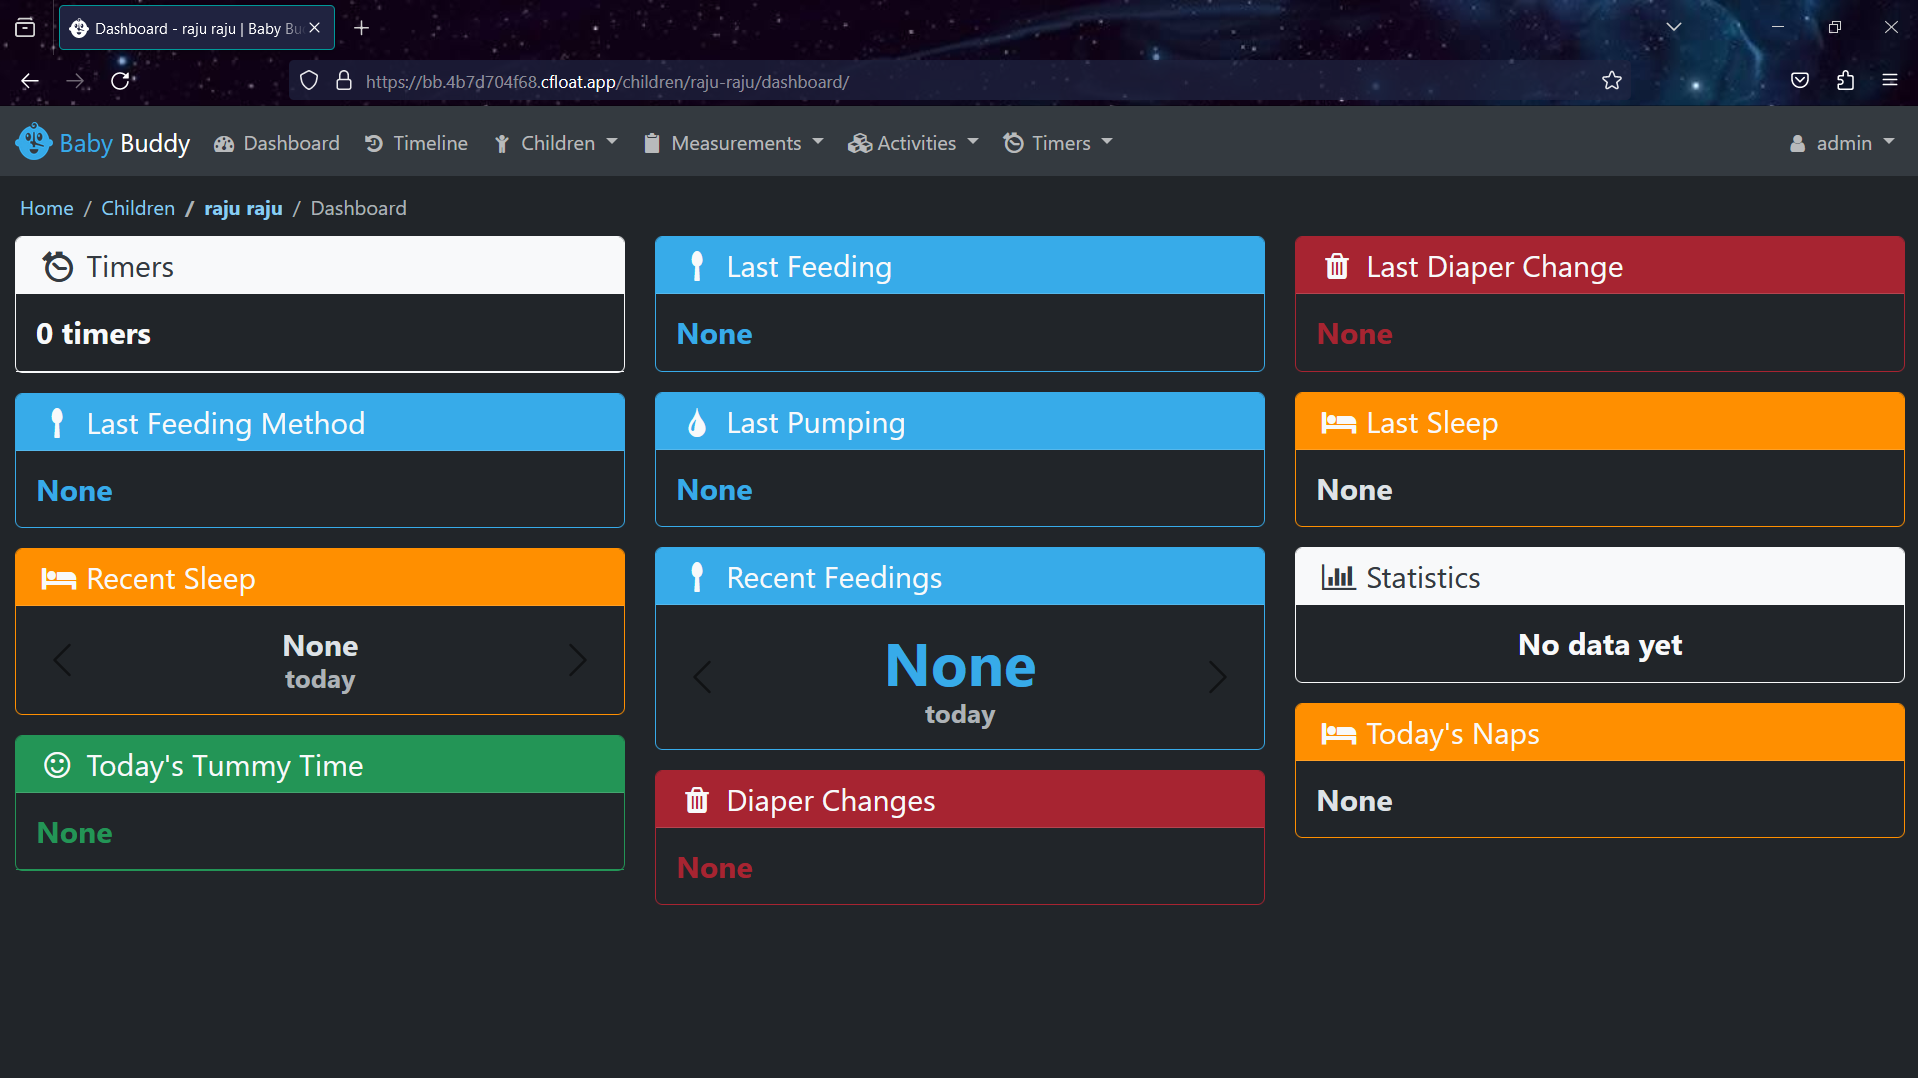 Dashboard - raju raju | Baby Bu
https://bb.4b7d704f68.cfloat.app/children/raju-raju/dashboard/
Baby Buddy Dashboard Timeline Children Measurements Activities Timers admin
Home / Children / raju raju / Dashboard
Timers
0 timers
Last Feeding
None
Last Diaper Change
None
Last Feeding Method
None
Last Pumping
None
Last Sleep
None
Recent Sleep
None
today
Recent Feedings
None
today
Statistics
No data yet
Today's Tummy Time
None
Diaper Changes
None
Today's Naps
None